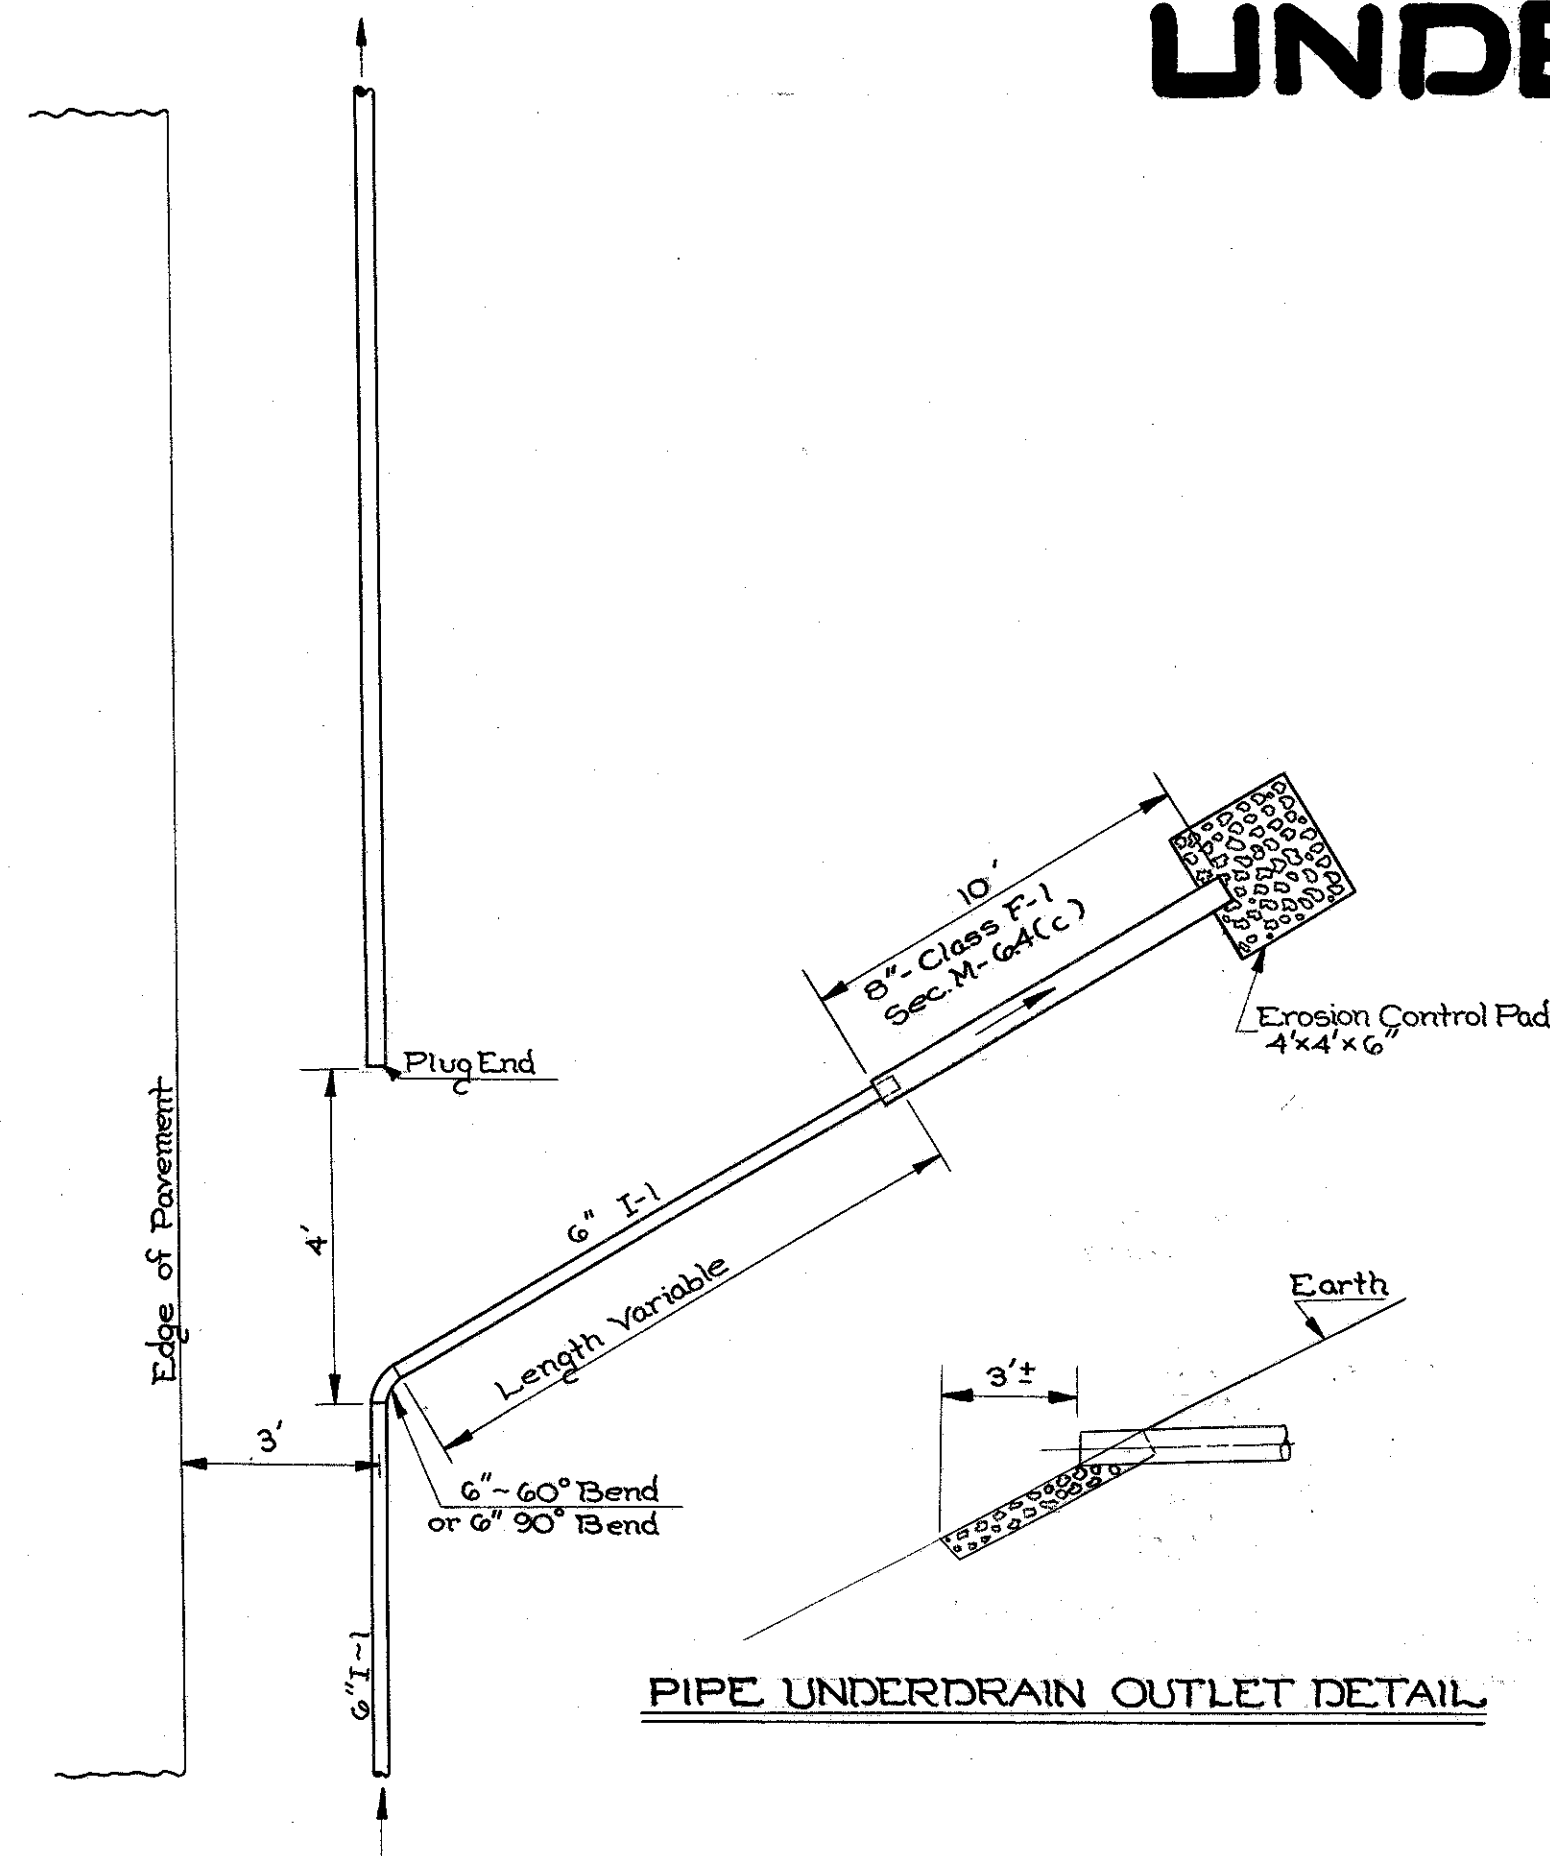 UNDE
10'
8"-Class F-1
Sec. M-6.4(c)
Erosion Control Pad
4'x4'x6"
Plug End
Edge of Pavement
4'
6" I-1
Length Variable
Earth
3'±
3'
6"~60° Bend
or 6" 90° Bend
6" I~1
PIPE UNDERDRAIN OUTLET DETAIL